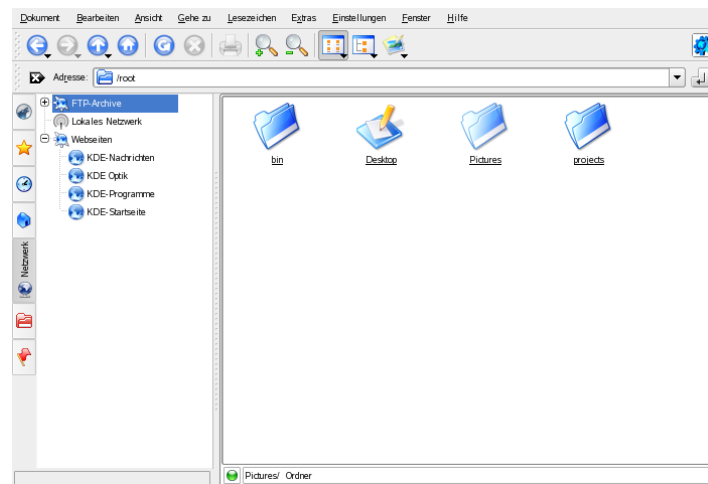 Dokument Bearbeiten Ansicht Gehe zu Lesezeichen Extras Einstellungen Fenster Hilfe
Adresse: /root
FTP-Archive
Lokales Netzwerk
Webseiten
KDE-Nachrichten
KDE Optik
KDE-Programme
KDE-Startseite
Netzwerk
bin Desktop Pictures projects
Pictures/ Ordner